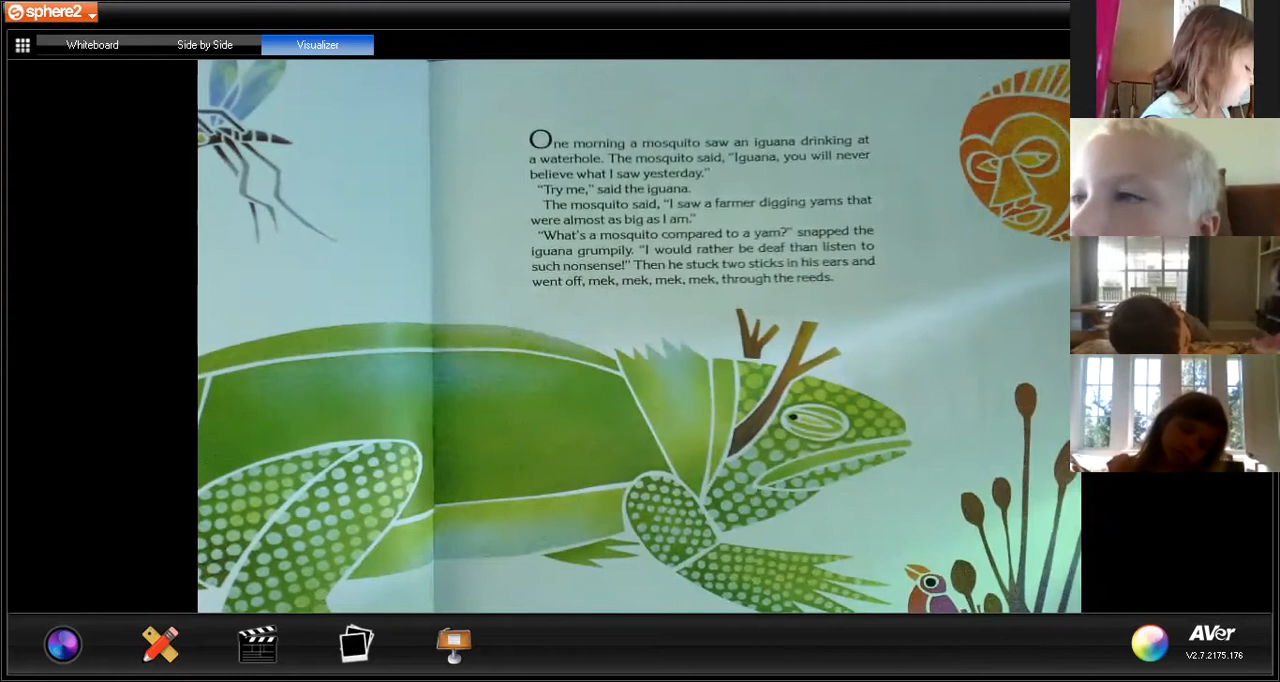 sphere2
Whiteboard
Side by Side
Visualizer
One morning a mosquito saw an iguana drinking at
a waterhole. The mosquito said, "Iguana, you will never
believe what I saw yesterday."
"Try me," said the iguana.
The mosquito said, "I saw a farmer digging yams that
were almost as big as I am."
"What's a mosquito compared to a yam?" snapped the
iguana grumpily. "I would rather be deaf than listen to
such nonsense!" Then he stuck two sticks in his ears and
went off, mek, mek, mek, mek, through the reeds.
AVer
V2.7.2175.176